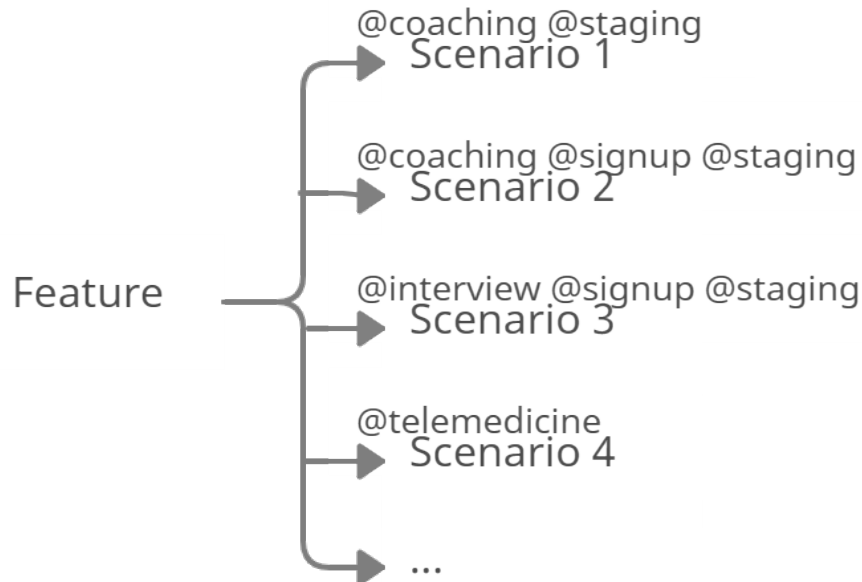 @coaching @staging
Scenario 1
@coaching @signup @staging
Scenario 2
Feature
@interview @signup @staging
Scenario 3
@telemedicine
Scenario 4
...